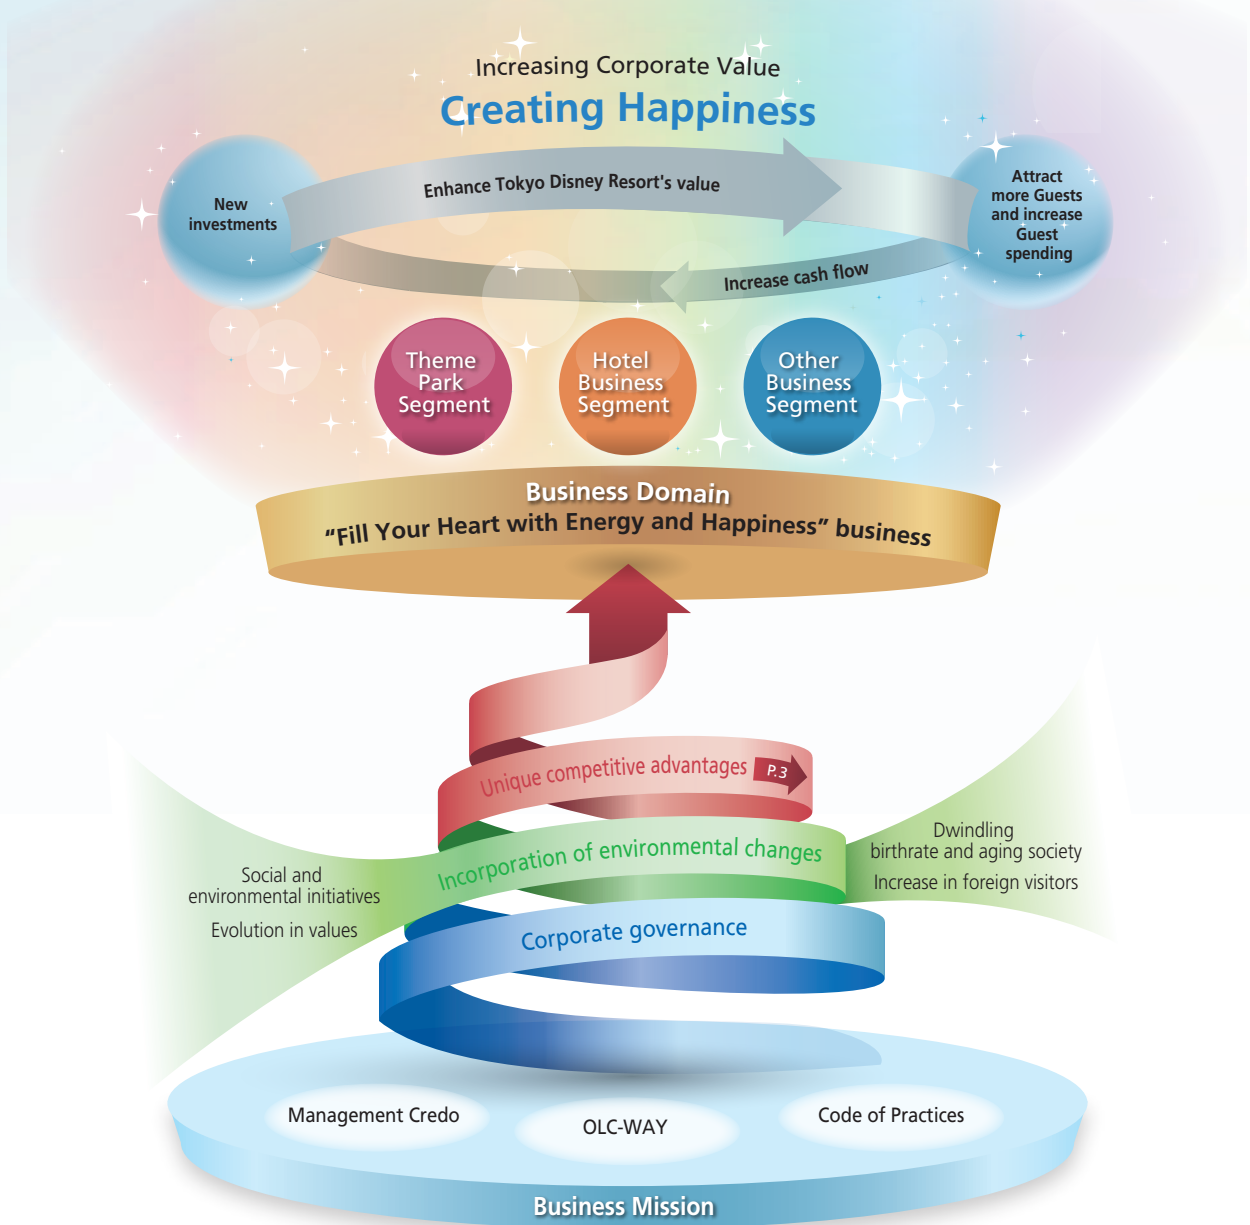 Increasing Corporate Value
Creating Happiness
Enhance Tokyo Disney Resort's value
New
investments
Attract
more Guests
and increase
Guest
spending
Increase cash flow
Theme
Park
Segment
Hotel
Business
Segment
Other
Business
Segment
Business Domain
“Fill Your Heart with Energy and Happiness” business
Unique competitive advantages
P.3
Incorporation of environmental changes
Dwindling
birthrate and aging society
Increase in foreign visitors
Social and
environmental initiatives
Evolution in values
Corporate governance
Management Credo
OLC-WAY
Code of Practices
Business Mission